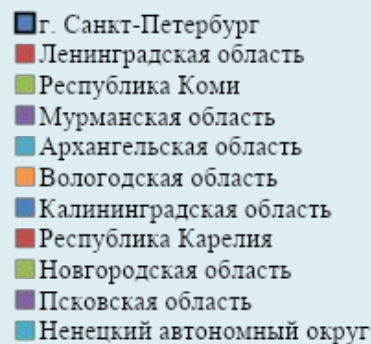 г. Санкт-Петербург
Ленинградская область
Республика Коми
Мурманская область
Архангельская область
Вологодская область
Калининградская область
Республика Карелия
Новгородская область
Псковская область
Ненецкий автономный округ